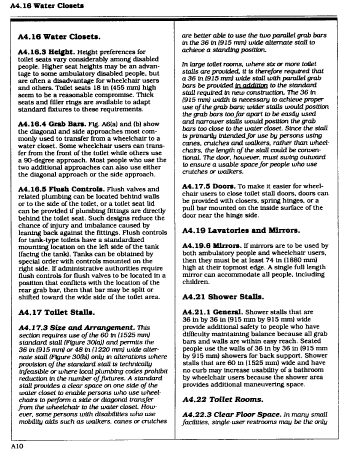 A4.16 Water Closets
A4.16 Water Closets.
A4.16.3 Height. Height preferences for
toilet seats vary considerably among disabled
people. Higher seat heights may be an advan-
tage to some ambulatory disabled people, but
are often a disadvantage for wheelchair users
and others. Toilet seats 18 in (455 mm) high
seem to be a reasonable compromise. Thick
seats and filler rings are available to adapt
standard fixtures to these requirements.
A4.16.4 Grab Bars. Fig. A6(a) and (b) show
the diagonal and side approaches most com-
monly used to transfer from a wheelchair to a
water closet. Some wheelchair users can trans-
fer from the front of the toilet while others use
a 90-degree approach. Most people who use the
two additional approaches can also use either
the diagonal approach or the side approach.
A4.16.5 Flush Controls. Flush valves and
related plumbing can be located behind walls
or to the side of the toilet, or a toilet seat lid
can be provided if plumbing fittings are directly
behind the toilet seat. Such designs reduce the
chance of injury and imbalance caused by
leaning back against the fittings. Flush controls
for tank-type toilets have a standardized
mounting location on the left side of the tank
(facing the tank). Tanks can be obtained by
special order with controls mounted on the
right side. If administrative authorities require
flush controls for flush valves to be located in a
position that conflicts with the location of the
rear grab bar, then that bar may be split or
shifted toward the wide side of the toilet area.
A4.17 Toilet Stalls.
A4.17.3 Size and Arrangement. This
section requires use of the 60 in (1525 mm)
standard stall (Figure 30(a)) and permits the
36 in (915 mm) or 48 in (1220 mm) wide alter-
nate stall (Figure 30(b)) only in alterations where
provision of the standard stall is technically
infeasible or where local plumbing codes prohibit
reduction in the number of fixtures. A standard
stall provides a clear space on one side of the
water closet to enable persons who use wheel-
chairs to perform a side or diagonal transfer
from the wheelchair to the water closet. How-
ever, some persons with disabilities who use
mobility aids such as walkers, canes or crutches
are better able to use the two parallel grab bars
in the 36 in (915 mm) wide alternate stall to
achieve a standing position.
In large toilet rooms, where six or more toilet
stalls are provided, it is therefore required that
a 36 in (915 mm) wide stall with parallel grab
bars be provided in addition to the standard
stall required in new construction. The 36 in
(915 mm) width is necessary to achieve proper
use of the grab bars; wider stalls would position
the grab bars too far apart to be easily used
and narrower stalls would position the grab
bars too close to the water closet. Since the stall
is primarily intended for use by persons using
canes, crutches and walkers, rather than wheel-
chairs, the length of the stall could be conven-
tional. The door, however, must swing outward
to ensure a usable space for people who use
crutches or walkers.
A4.17.5 Doors. To make it easier for wheel-
chair users to close toilet stall doors, doors can
be provided with closers, spring hinges, or a
pull bar mounted on the inside surface of the
door near the hinge side.
A4.19 Lavatories and Mirrors.
A4.19.6 Mirrors. If mirrors are to be used by
both ambulatory people and wheelchair users,
then they must be at least 74 in (1880 mm)
high at their topmost edge. A single full length
mirror can accommodate all people, including
children.
A4.21 Shower Stalls.
A4.21.1 General. Shower stalls that are
36 in by 36 in (915 mm by 915 mm) wide
provide additional safety to people who have
difficulty maintaining balance because all grab
bars and walls are within easy reach. Seated
people use the walls of 36 in by 36 in (915 mm
by 915 mm) showers for back support. Shower
stalls that are 60 in (1525 mm) wide and have
no curb may increase usability of a bathroom
by wheelchair users because the shower area
provides additional maneuvering space.
A4.22 Toilet Rooms.
A4.22.3 Clear Floor Space. In many small
facilities, single-user restrooms may be the only
A10